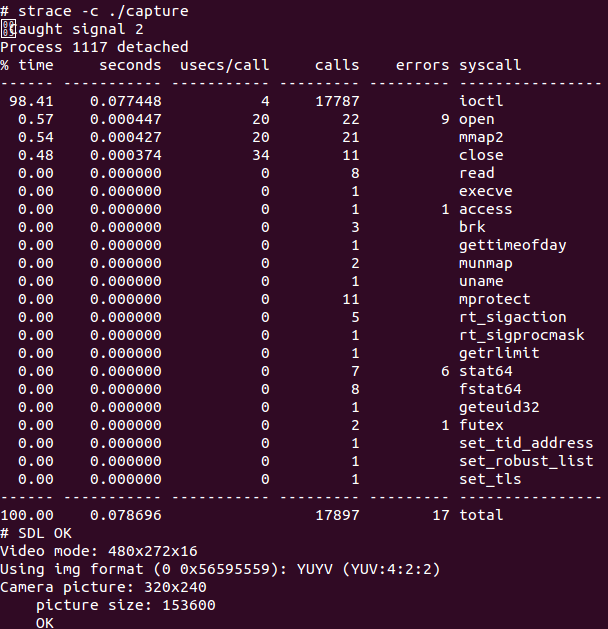 # strace -c ./capture
Caught signal 2
Process 1117 detached
% time     seconds  usecs/call     calls    errors syscall
------ ----------- ----------- --------- --------- ----------------
 98.41    0.077448           4     17787           ioctl
  0.57    0.000447          20        22         9 open
  0.54    0.000427          20        21           mmap2
  0.48    0.000374          34        11           close
  0.00    0.000000           0         8           read
  0.00    0.000000           0         1           execve
  0.00    0.000000           0         1         1 access
  0.00    0.000000           0         3           brk
  0.00    0.000000           0         1           gettimeofday
  0.00    0.000000           0         2           munmap
  0.00    0.000000           0         1           uname
  0.00    0.000000           0        11           mprotect
  0.00    0.000000           0         5           rt_sigaction
  0.00    0.000000           0         1           rt_sigprocmask
  0.00    0.000000           0         1           getrlimit
  0.00    0.000000           0         7         6 stat64
  0.00    0.000000           0         8           fstat64
  0.00    0.000000           0         1           geteuid32
  0.00    0.000000           0         2         1 futex
  0.00    0.000000           0         1           set_tid_address
  0.00    0.000000           0         1           set_robust_list
  0.00    0.000000           0         1           set_tls
------ ----------- ----------- --------- --------- ----------------
100.00    0.078696                 17897        17 total
# SDL OK
Video mode: 480x272x16
Using img format (0 0x56595559): YUYV (YUV:4:2:2)
Camera picture: 320x240
    picture size: 153600
    OK